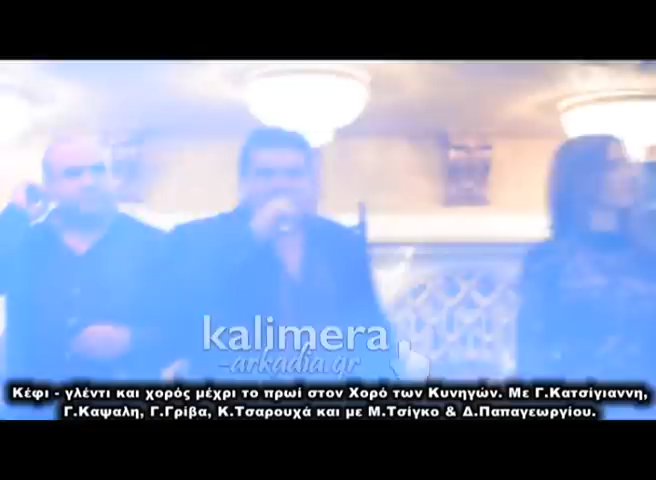 kalimera
-arkadia.gr
Κέφι - γλέντι και χορός μέχρι το πρωί στον Χορό των Κυνηγών. Με Γ.Κατσίγιαννη,
Γ.Καψαλη, Γ.Γρίβα, Κ.Τσαρουχά και με Μ.Τσίγκο & Δ.Παπαγεωργίου.